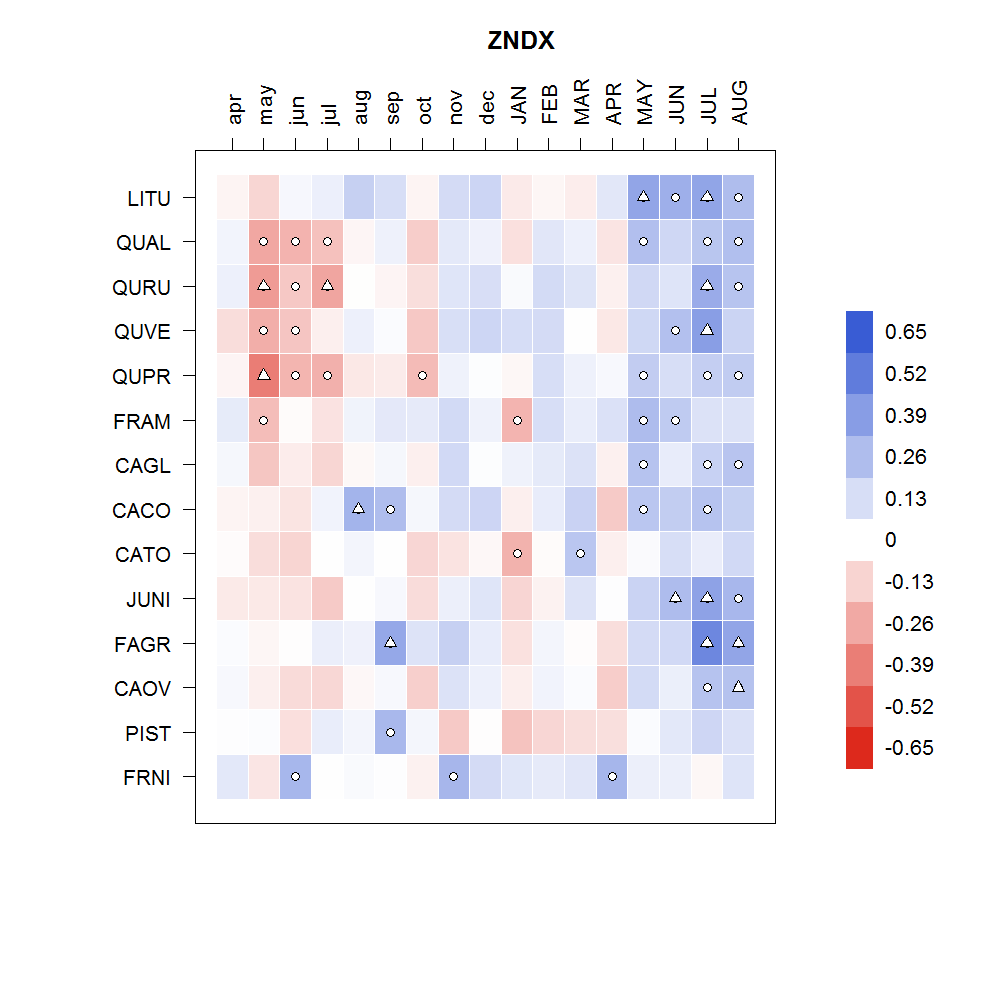 ZNDX
apr may jun jul aug sep oct nov dec JAN FEB MAR APR MAY JUN JUL AUG
LITU
QUAL
QURU
QUVE
QUPR
FRAM
CAGL
CACO
CATO
JUNI
FAGR
CAOV
PIST
FRNI
0.65
0.52
0.39
0.26
0.13
0
-0.13
-0.26
-0.39
-0.52
-0.65